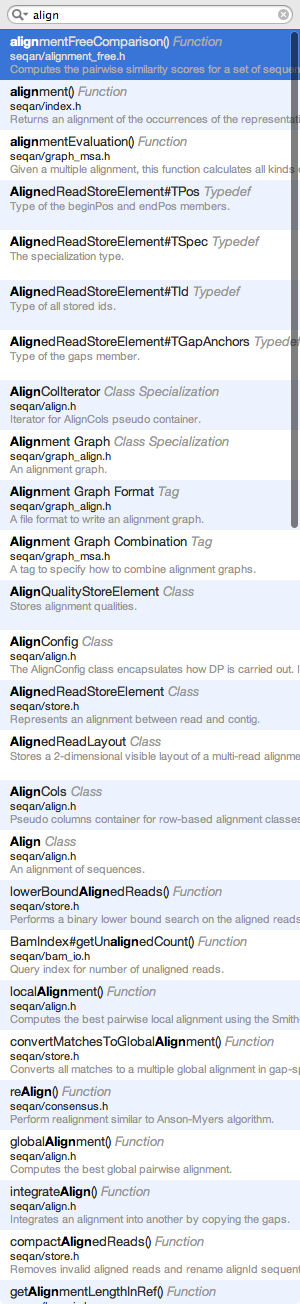 align
alignmentFreeComparison() Function
seqan/alignment_free.h
Computes the pairwise similarity scores for a set of sequen
alignment() Function
seqan/index.h
Returns an alignment of the occurrences of the representati
alignmentEvaluation() Function
seqan/graph_msa.h
Given a multiple alignment, this function calculates all kinds o
AlignedReadStoreElement#TPos Typedef
Type of the beginPos and endPos members.
AlignedReadStoreElement#TSpec Typedef
The specialization type.
AlignedReadStoreElement#TId Typedef
Type of all stored ids.
AlignedReadStoreElement#TGapAnchors Typedef
Type of the gaps member.
AlignColIterator Class Specialization
seqan/align.h
Iterator for AlignCols pseudo container.
Alignment Graph Class Specialization
seqan/graph_align.h
An alignment graph.
Alignment Graph Format Tag
seqan/graph_align.h
A file format to write an alignment graph.
Alignment Graph Combination Tag
seqan/graph_msa.h
A tag to specify how to combine alignment graphs.
AlignQualityStoreElement Class
Stores alignment qualities.
AlignConfig Class
seqan/align.h
The AlignConfig class encapsulates how DP is carried out. I
AlignedReadStoreElement Class
seqan/store.h
Represents an alignment between read and contig.
AlignedReadLayout Class
Stores a 2-dimensional visible layout of a multi-read alignme
AlignCols Class
seqan/align.h
Pseudo columns container for row-based alignment classes
Align Class
seqan/align.h
An alignment of sequences.
lowerBoundAlignedReads() Function
seqan/store.h
Performs a binary lower bound search on the aligned reads
BamIndex#getUnalignedCount() Function
seqan/bam_io.h
Query index for number of unaligned reads.
localAlignment() Function
seqan/align.h
Computes the best pairwise local alignment using the Smith
convertMatchesToGlobalAlignment() Function
seqan/store.h
Converts all matches to a multiple global alignment in gap-sp
reAlign() Function
seqan/consensus.h
Perform realignment similar to Anson-Myers algorithm.
globalAlignment() Function
seqan/align.h
Computes the best global pairwise alignment.
integrateAlign() Function
seqan/align.h
Integrates an alignment into another by copying the gaps.
compactAlignedReads() Function
seqan/store.h
Removes invalid aligned reads and rename alignId sequent
getAlignmentLengthInRef() Function